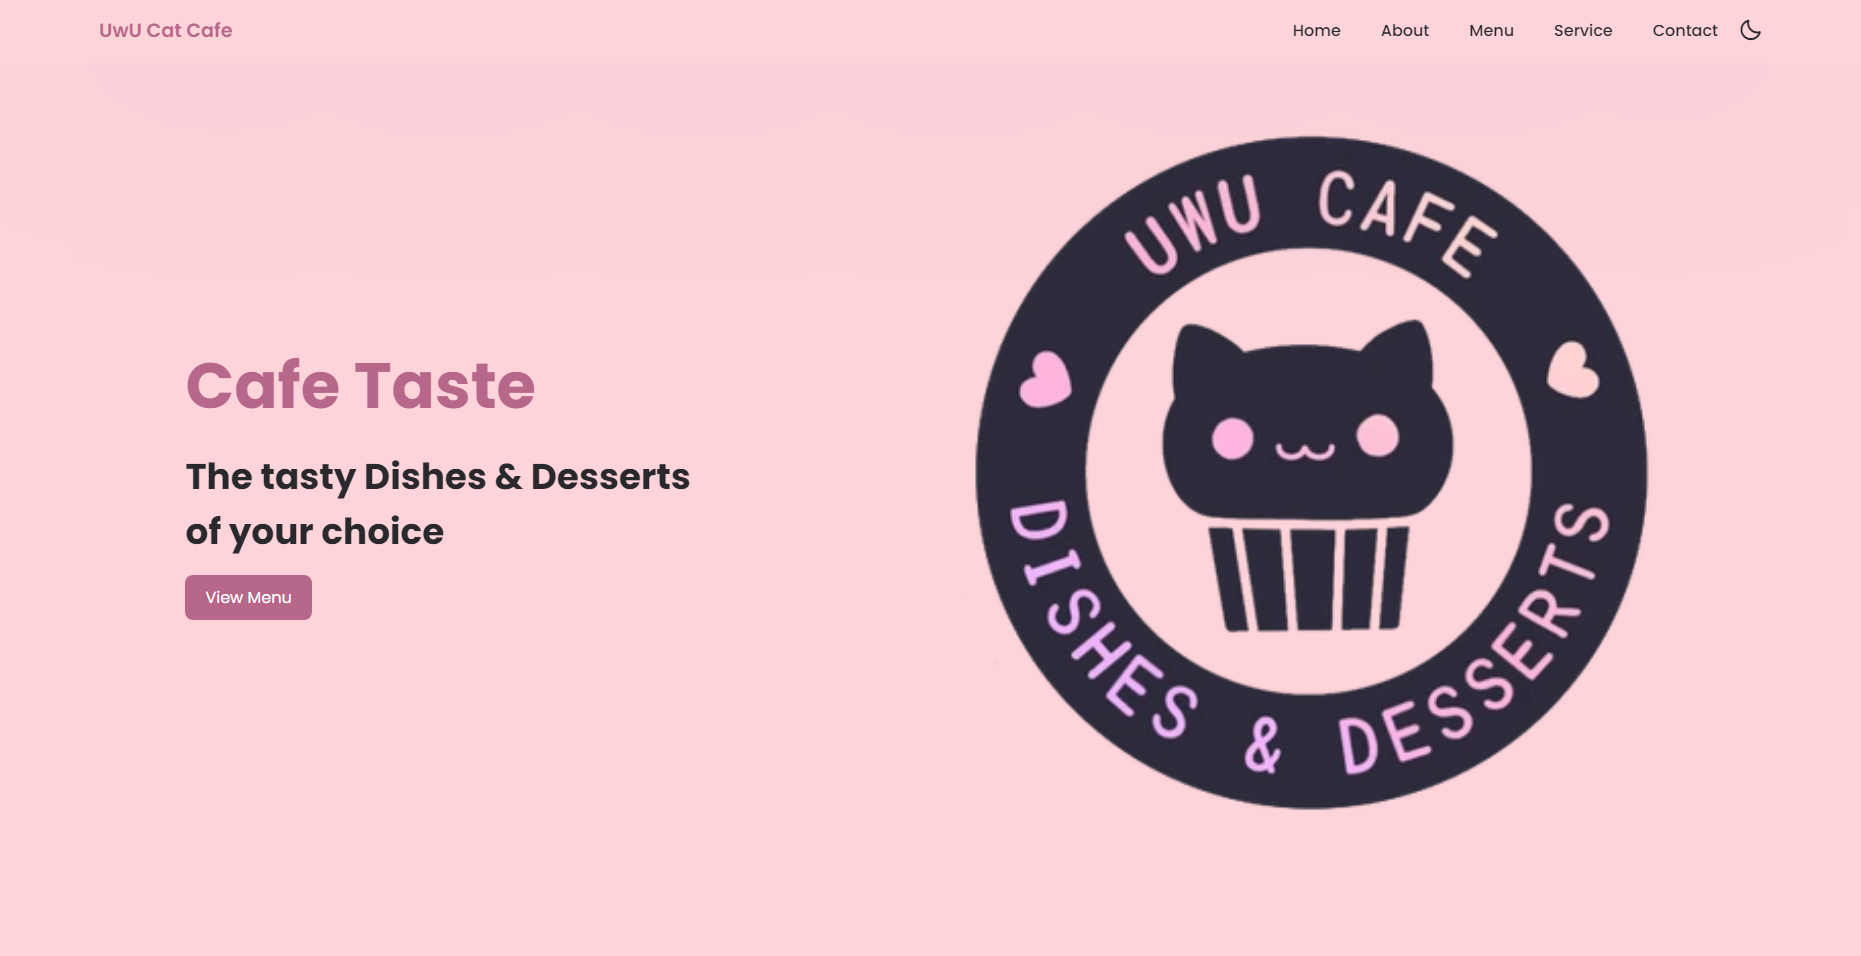 UwU Cat Cafe
Home About Menu Service Contact
Cafe Taste
The tasty Dishes & Desserts
of your choice
View Menu
UWU CAFE
DISHES & DESSERTS